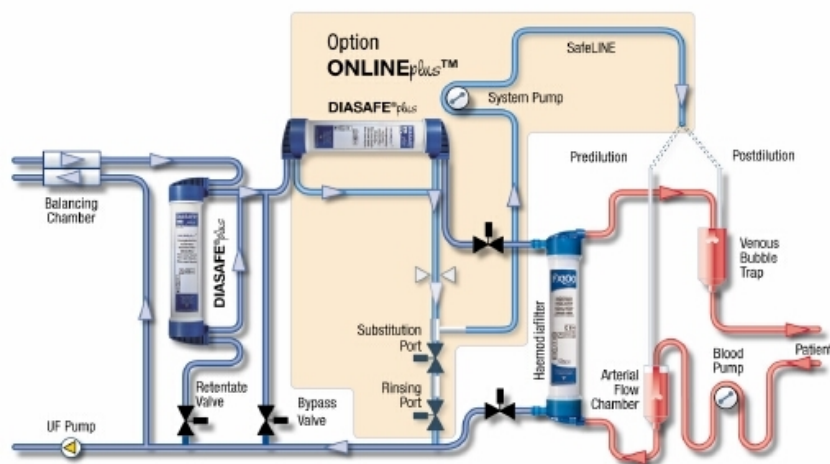 Option
ONLINEplus™
DIASAFE®plus
SafeLINE
System Pump
Predilution
Postdilution
Balancing
Chamber
DIASAFE®plus
Venous
Bubble
Trap
Haemodiafilter
Substitution
Port
Rinsing
Port
Retentate
Valve
Bypass
Valve
UF Pump
Arterial
Flow
Chamber
Blood
Pump
Patient